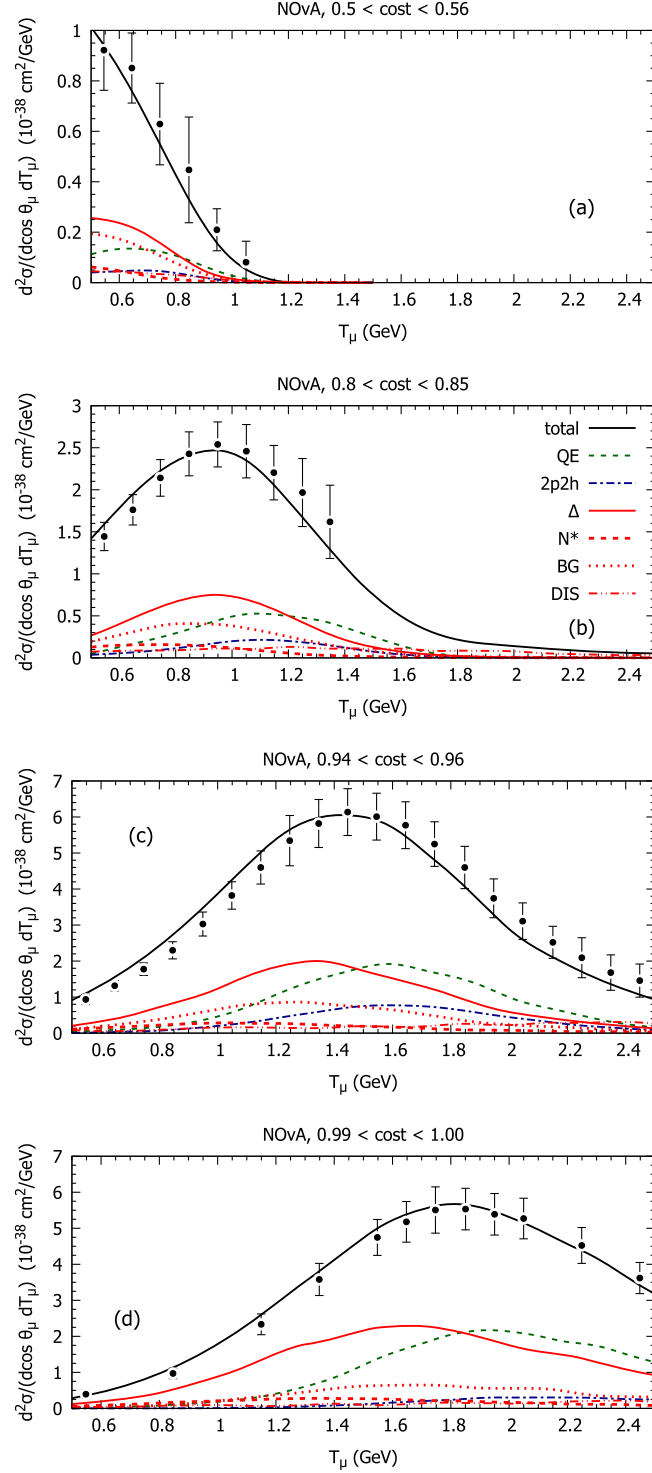 NOvA, 0.5 < cost < 0.56
d²σ/(dcos θμ dTμ) (10⁻³⁸ cm²/GeV)
1
0.8
0.6
0.4
0.2
0
(a)
0.6 0.8 1 1.2 1.4 1.6 1.8 2 2.2 2.4
Tμ (GeV)
NOvA, 0.8 < cost < 0.85
d²σ/(dcos θμ dTμ) (10⁻³⁸ cm²/GeV)
3
2.5
2
1.5
1
0.5
0
total
QE
2p2h
Δ
N*
BG
DIS
(b)
0.6 0.8 1 1.2 1.4 1.6 1.8 2 2.2 2.4
Tμ (GeV)
NOvA, 0.94 < cost < 0.96
d²σ/(dcos θμ dTμ) (10⁻³⁸ cm²/GeV)
7
6
5
4
3
2
1
0
(c)
0.6 0.8 1 1.2 1.4 1.6 1.8 2 2.2 2.4
Tμ (GeV)
NOvA, 0.99 < cost < 1.00
d²σ/(dcos θμ dTμ) (10⁻³⁸ cm²/GeV)
7
6
5
4
3
2
1
0
(d)
0.6 0.8 1 1.2 1.4 1.6 1.8 2 2.2 2.4
Tμ (GeV)